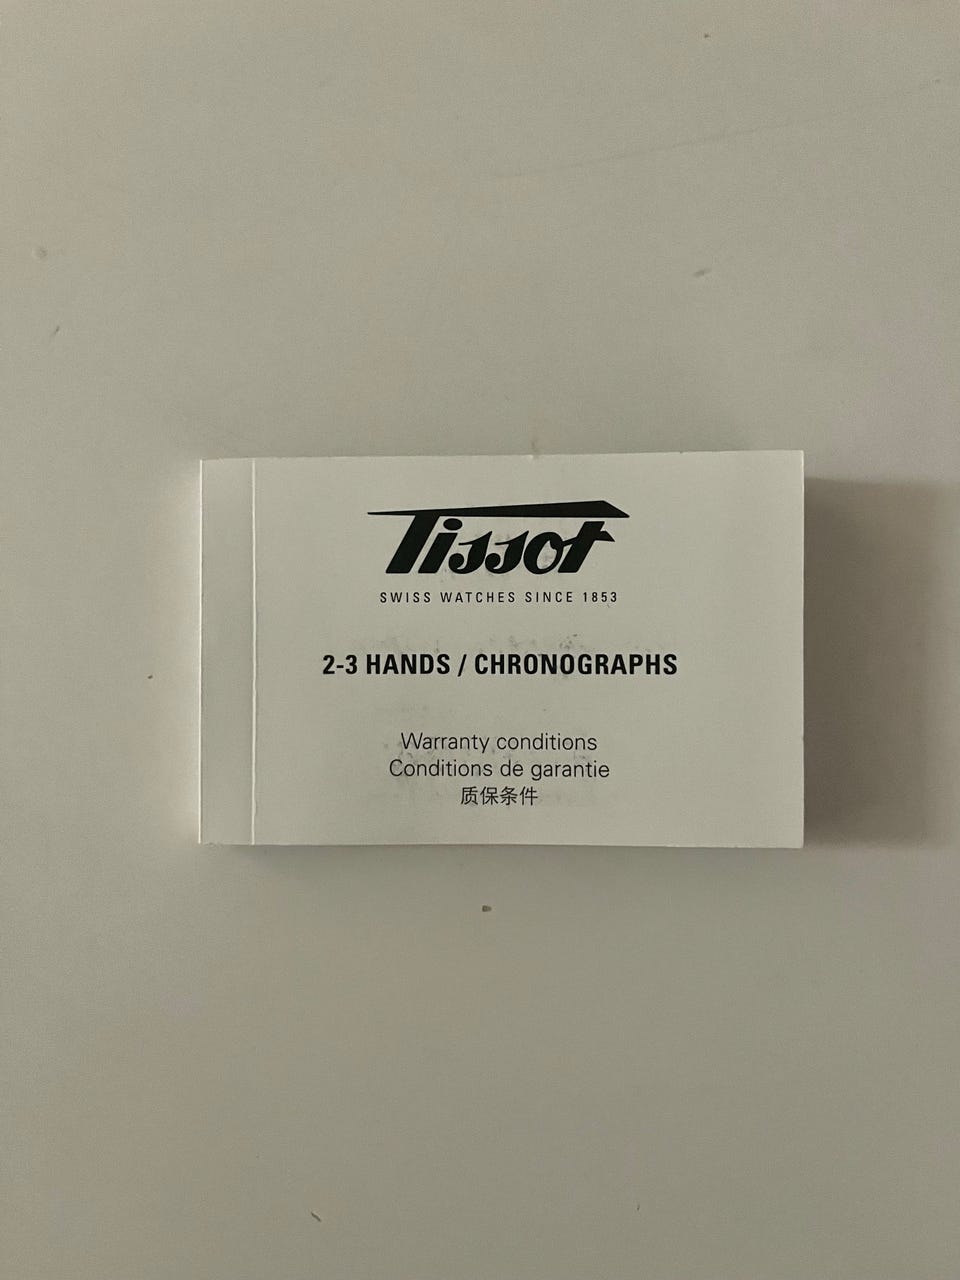 Tissot
SWISS WATCHES SINCE 1853
2-3 HANDS / CHRONOGRAPHS
Warranty conditions
Conditions de garantie
质保条件